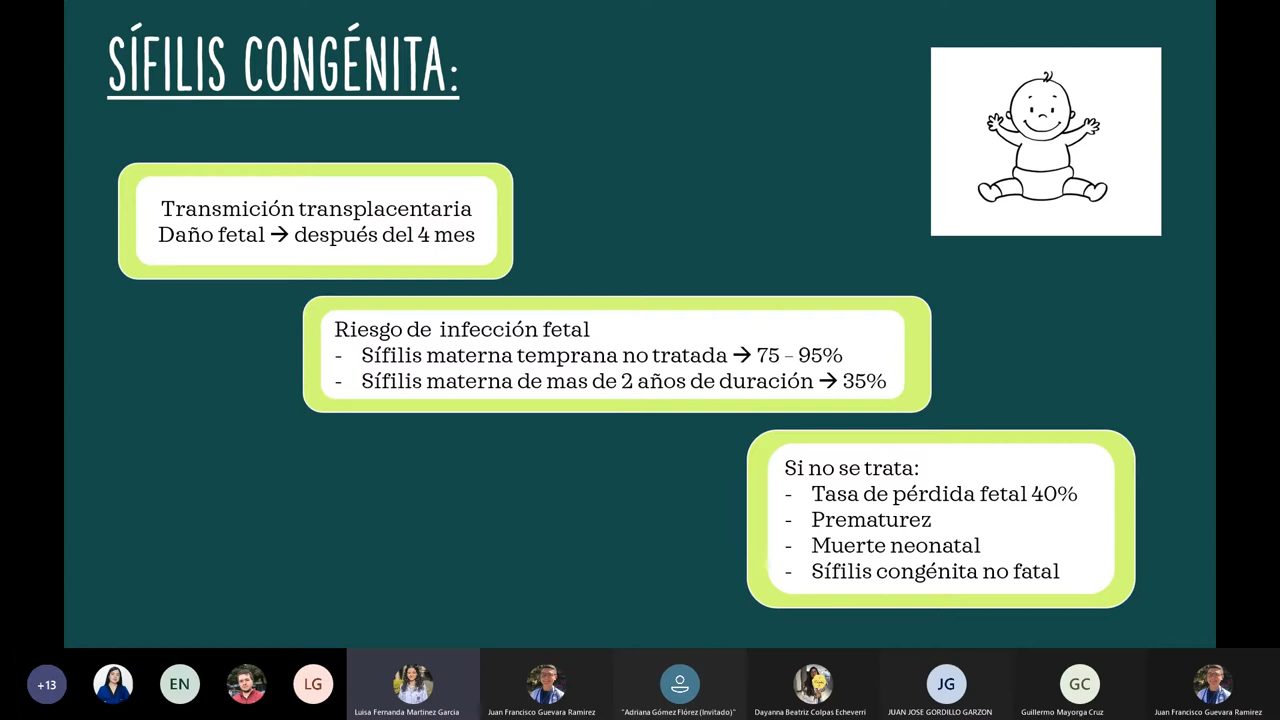 SÍFILIS CONGÉNITA:
Transmición transplacentaria
Daño fetal → después del 4 mes
Riesgo de infección fetal
- Sífilis materna temprana no tratada → 75 – 95%
- Sífilis materna de mas de 2 años de duración → 35%
Si no se trata:
- Tasa de pérdida fetal 40%
- Prematurez
- Muerte neonatal
- Sífilis congénita no fatal
+13
EN
LG
JG
GC
Luisa Fernanda Martinez Garcia
Juan Francisco Guevara Ramirez
"Adriana Gómez Flórez (Invitado)"
Dayanna Beatriz Colpas Echeverri
JUAN JOSE GORDILLO GARZON
Guillermo Mayorga Cruz
Juan Francisco Guevara Ramirez